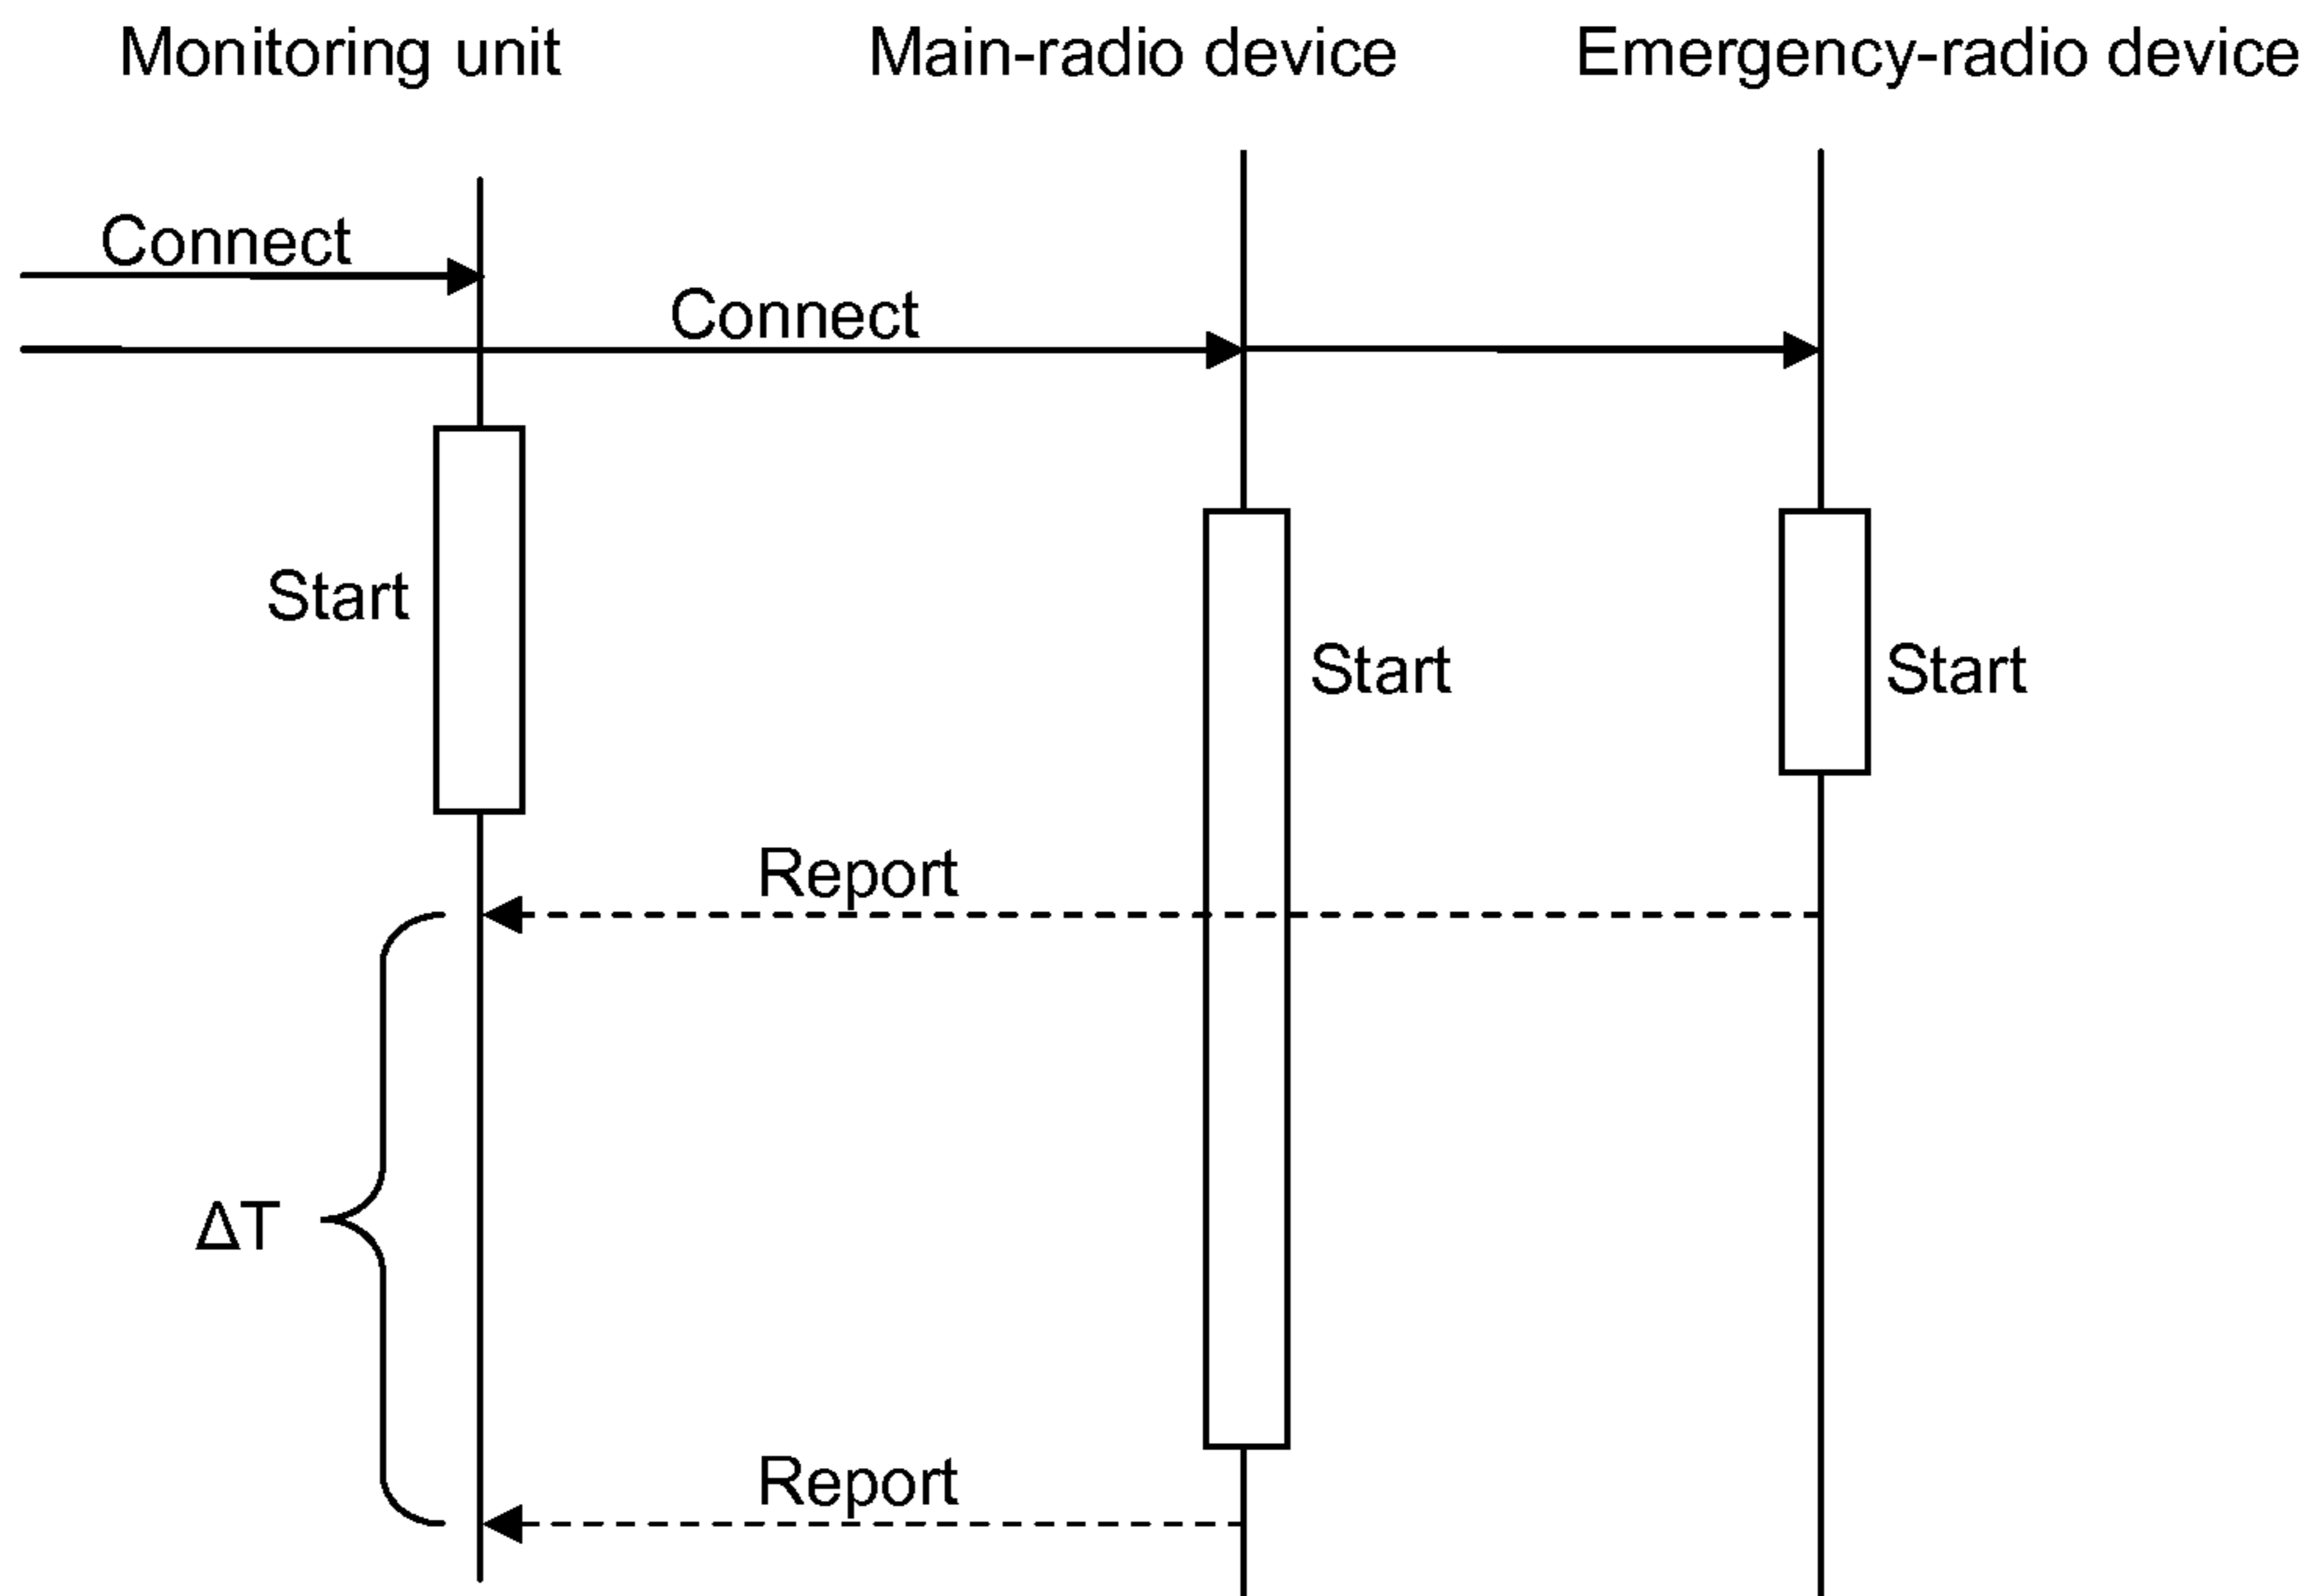 Monitoring unit
Main-radio device
Emergency-radio device
Connect
Connect
Start
Start
Start
Report
ΔT
Report